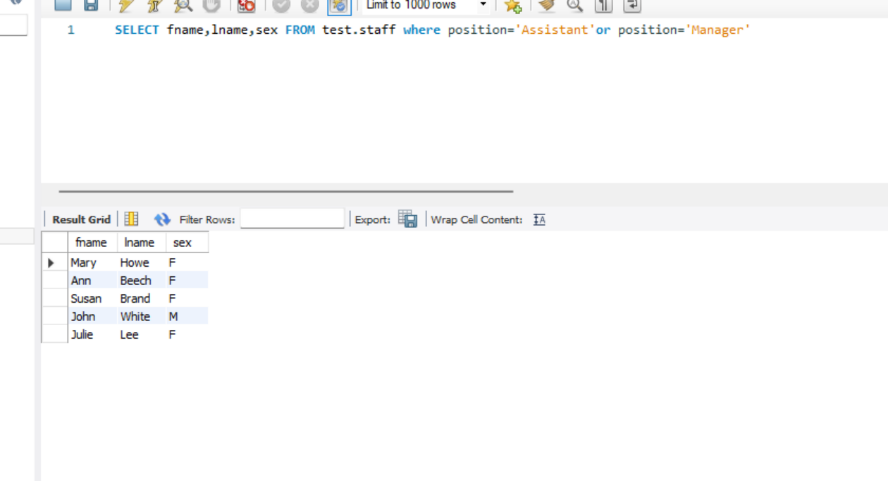 Limit to 1000 rows
1 SELECT fname,lname,sex FROM test.staff where position='Assistant'or position='Manager'
Result Grid Filter Rows: Export: Wrap Cell Content:
fname lname sex
Mary Howe F
Ann Beech F
Susan Brand F
John White M
Julie Lee F